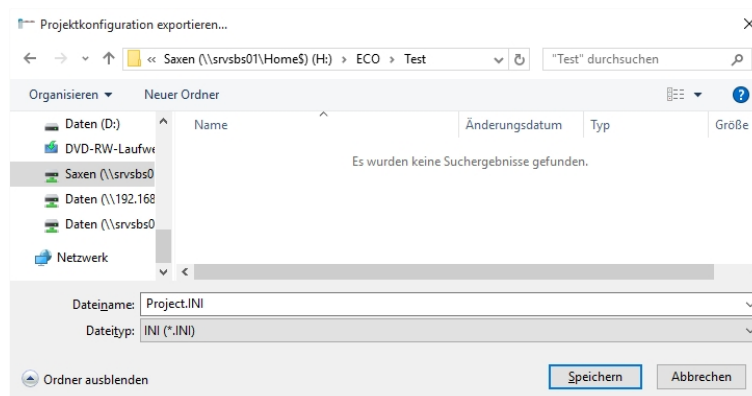 Projektkonfiguration exportieren...
« Saxen (\\srvsbs01\Home$) (H:) > ECO > Test
"Test" durchsuchen
Organisieren
Neuer Ordner
Name
Änderungsdatum
Typ
Größe
Daten (D:)
DVD-RW-Laufwe
Saxen (\\srvsbs0
Daten (\\192.168
Daten (\\srvsbs0
Netzwerk
Es wurden keine Suchergebnisse gefunden.
Dateiname: Project.INI
Dateityp: INI (*.INI)
Ordner ausblenden
Speichern
Abbrechen